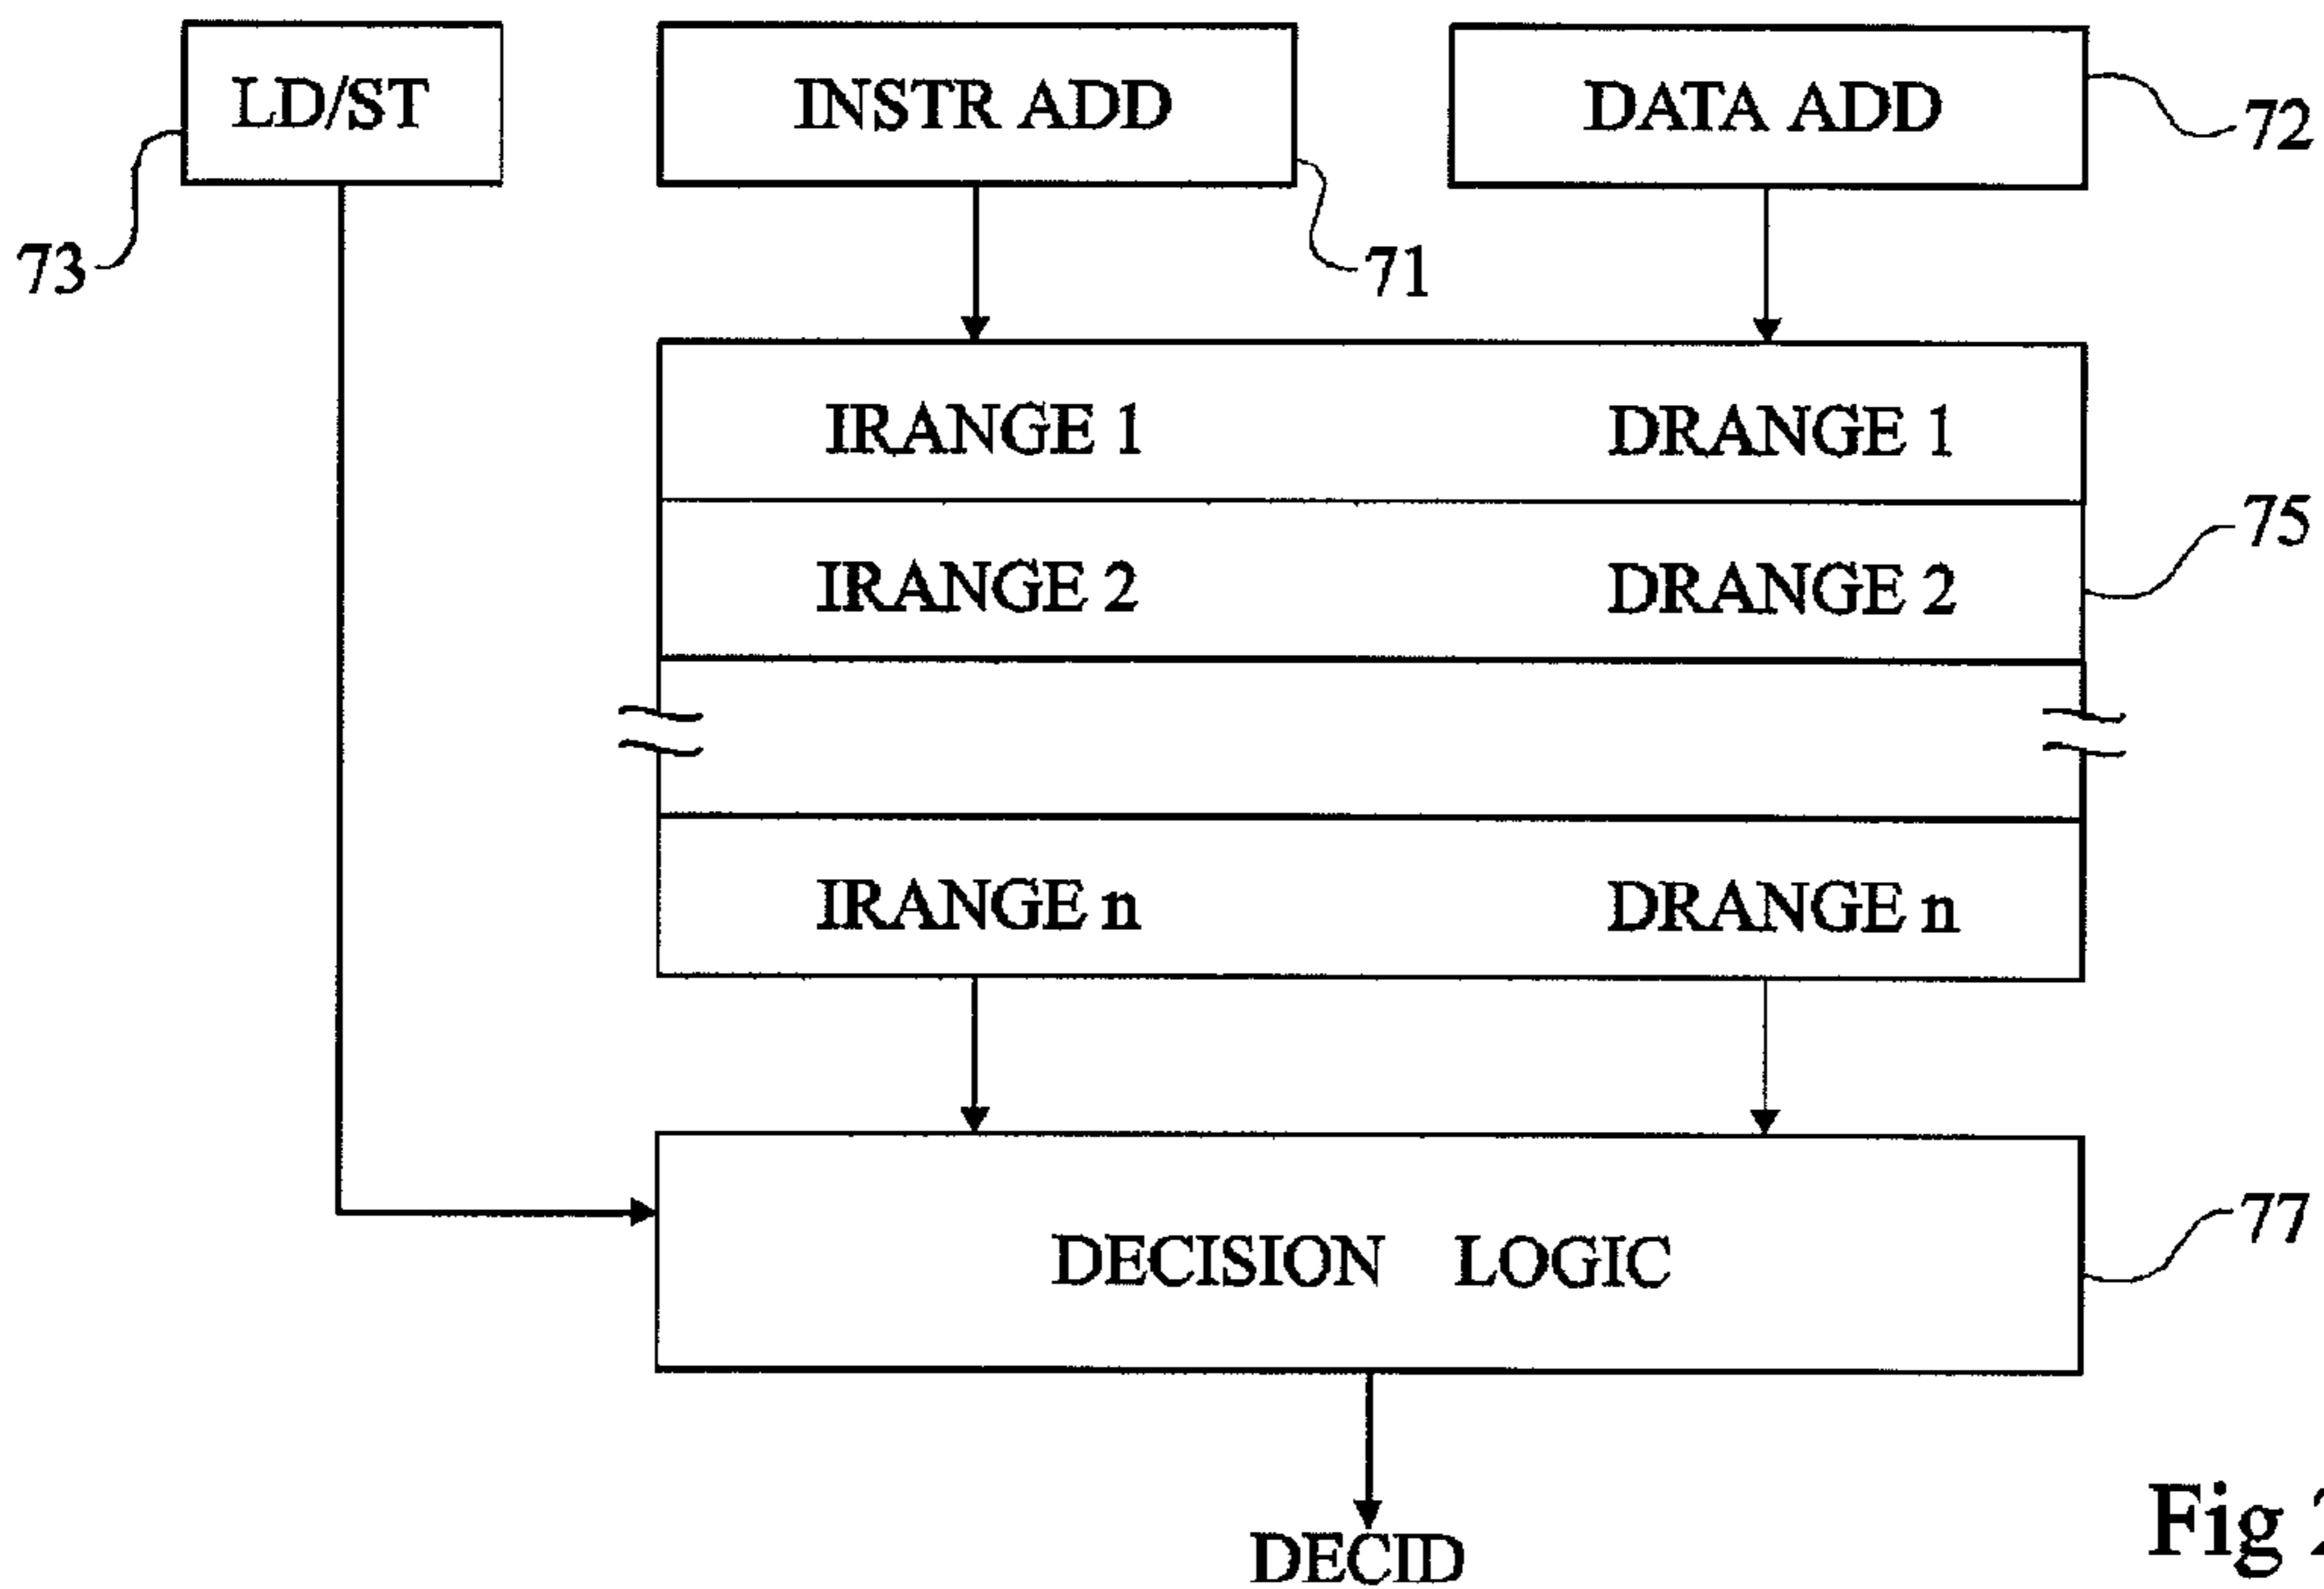 LD/ST
INSTR ADD
DATA ADD
72
73
71
IRANGE 1 DRANGE 1
75
IRANGE 2 DRANGE 2
IRANGE n DRANGE n
77
DECISION LOGIC
DECID
Fig